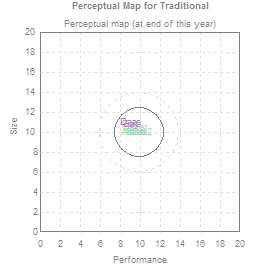 Perceptual Map for Traditional
Perceptual map (at end of this year)
Size
20
18
16
14
12
10
8
6
4
2
0
0 2 4 6 8 10 12 14 16 18 20
Performance